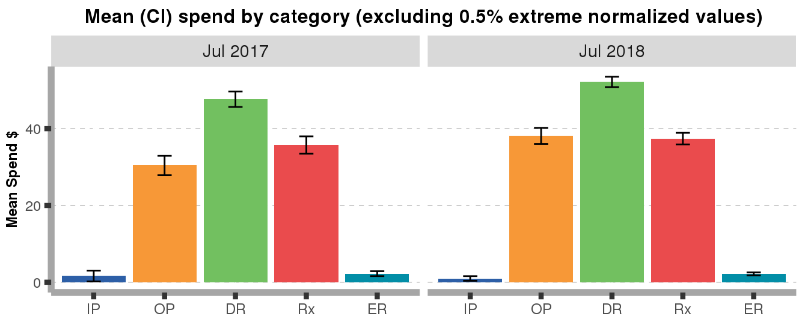 Mean (CI) spend by category (excluding 0.5% extreme normalized values)
Jul 2017
Jul 2018
Mean Spend $
40
20
0
IP OP DR Rx ER
IP OP DR Rx ER